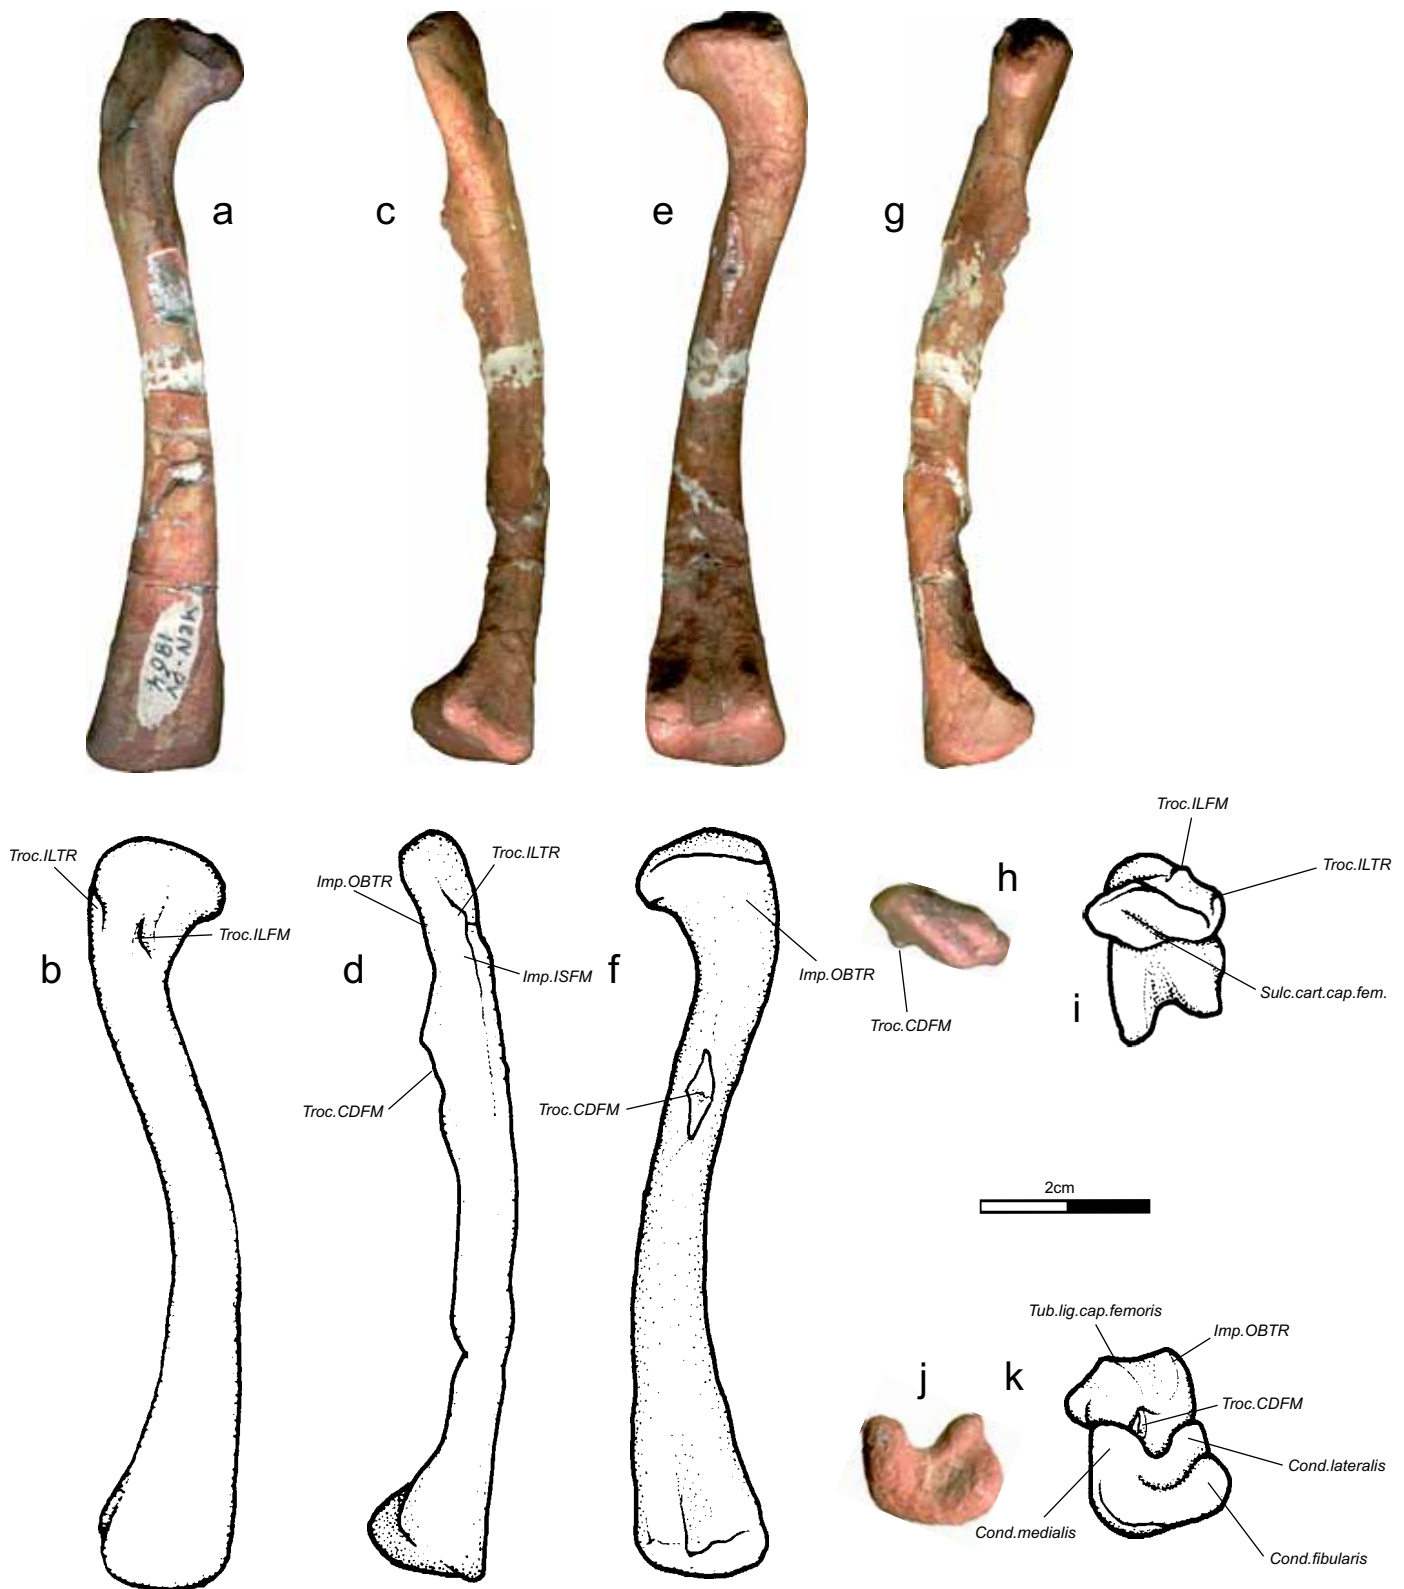 a
c
e
g
MCN-PV
1864
Troc.ILFM
Troc.ILTR
h
Troc.CDFM
i
Sulc.cart.cap.fem.
Troc.ILTR
Troc.ILFM
b
Imp.OBTR
Troc.ILTR
Imp.ISFM
d
Troc.CDFM
f
Imp.OBTR
Troc.CDFM
2cm
Tub.lig.cap.femoris
Imp.OBTR
j
k
Troc.CDFM
Cond.lateralis
Cond.medialis
Cond.fibularis